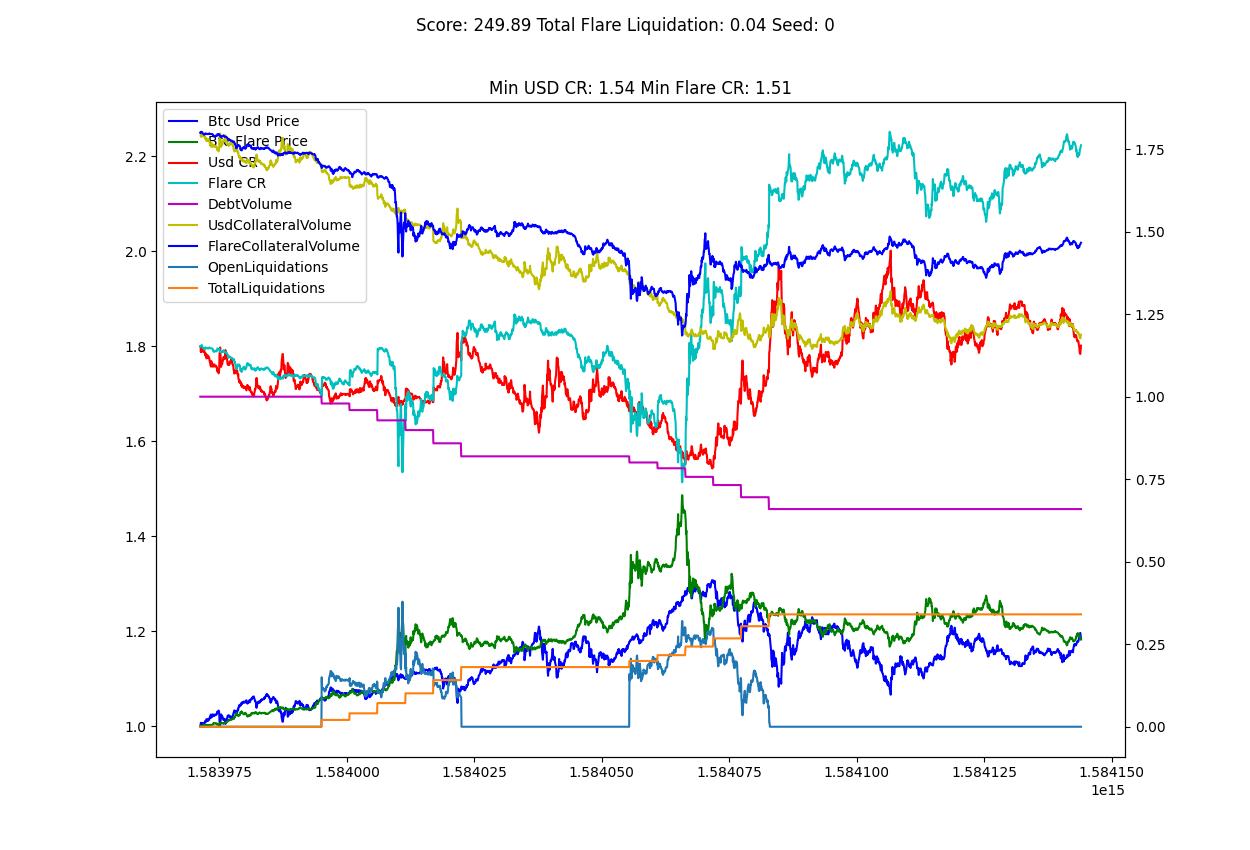 Score: 249.89 Total Flare Liquidation: 0.04 Seed: 0
Min USD CR: 1.54 Min Flare CR: 1.51
Btc Usd Price
Btc Flare Price
Usd CR
Flare CR
DebtVolume
UsdCollateralVolume
FlareCollateralVolume
OpenLiquidations
TotalLiquidations
2.2
2.0
1.8
1.6
1.4
1.2
1.0
1.75
1.50
1.25
1.00
0.75
0.50
0.25
0.00
1.583975 1.584000 1.584025 1.584050 1.584075 1.584100 1.584125 1.584150
1e15